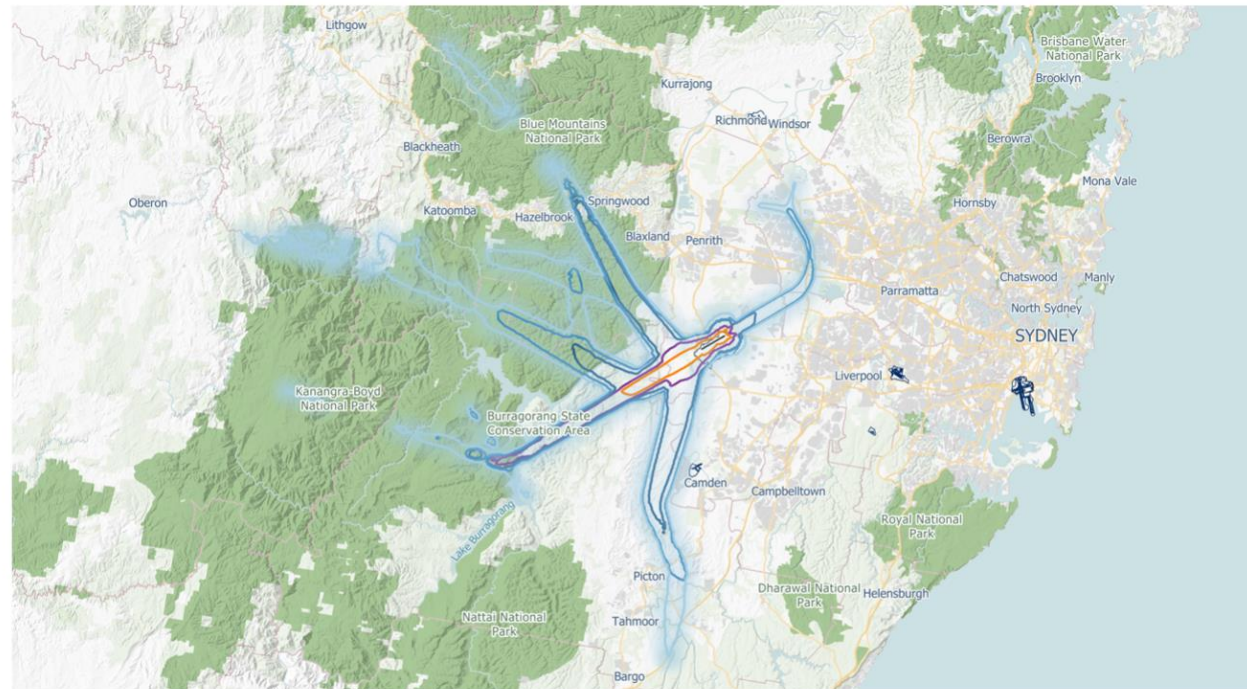 Lithgow
Brisbane Water
National Park
Brooklyn
Kurrajong
Richmond
Windsor
Blue Mountains
National Park
Berowra
Blackheath
Mona Vale
Oberon
Katoomba
Hazelbrook
Springwood
Hornsby
Blaxland
Penrith
Chatswood
Manly
Parramatta
North Sydney
SYDNEY
Liverpool
Kanangra-Boyd
National Park
Burragorang State
Conservation Area
Camden
Campbelltown
Lake Burragorang
Royal National
Park
Picton
Dharawal National
Park
Helensburgh
Nattai National
Park
Tahmoor
Bargo